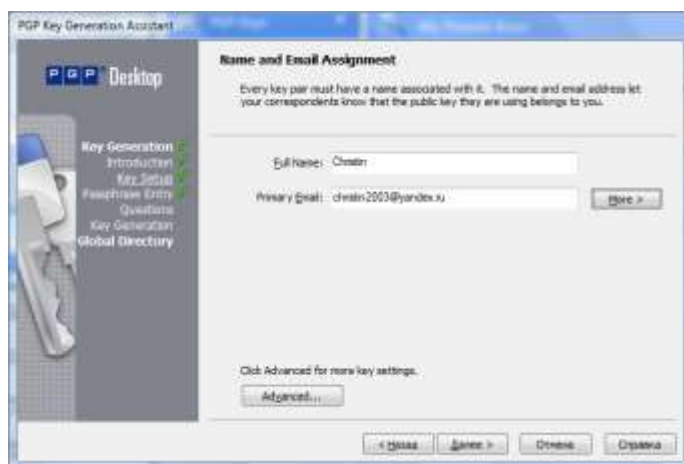 PGP Key Generation Assistant
PGP Desktop
Key Generation
Introduction
Key Setup
Passphrase Entry
Questions
Key Generation
Global Directory
Name and Email Assignment
Every key pair must have a name associated with it. The name and email address let
your correspondents know that the public key they are using belongs to you.
Full Name: Christin
Primary Email: christin2003@yandex.ru
More >
Click Advanced for more key settings.
Advanced...
< Назад
Далее >
Отмена
Справка